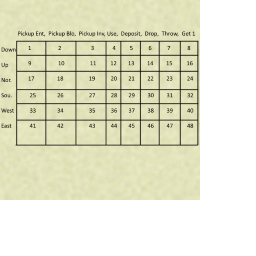 Pickup Ent, Pickup Blo, Pickup Inv, Use, Deposit, Drop, Throw, Get 1
Down 1 2 3 4 5 6 7 8
Up 9 10 11 12 13 14 15 16
Nor. 17 18 19 20 21 22 23 24
Sou. 25 26 27 28 29 30 31 32
West 33 34 35 36 37 38 39 40
East 41 42 43 44 45 46 47 48